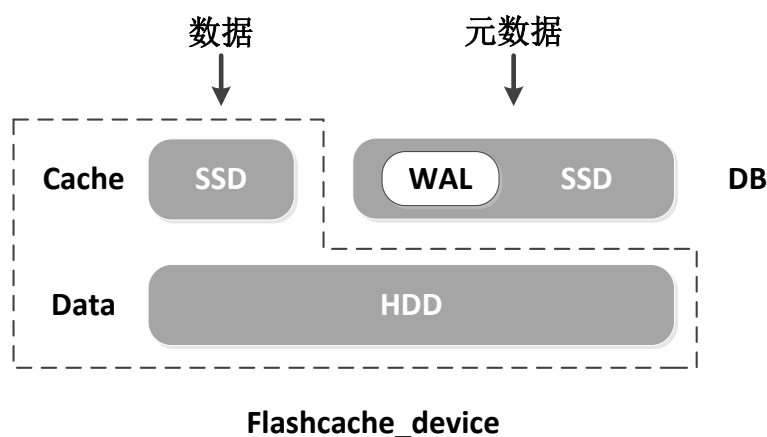 数据 元数据
Cache SSD WAL SSD DB
Data HDD
Flashcache_device